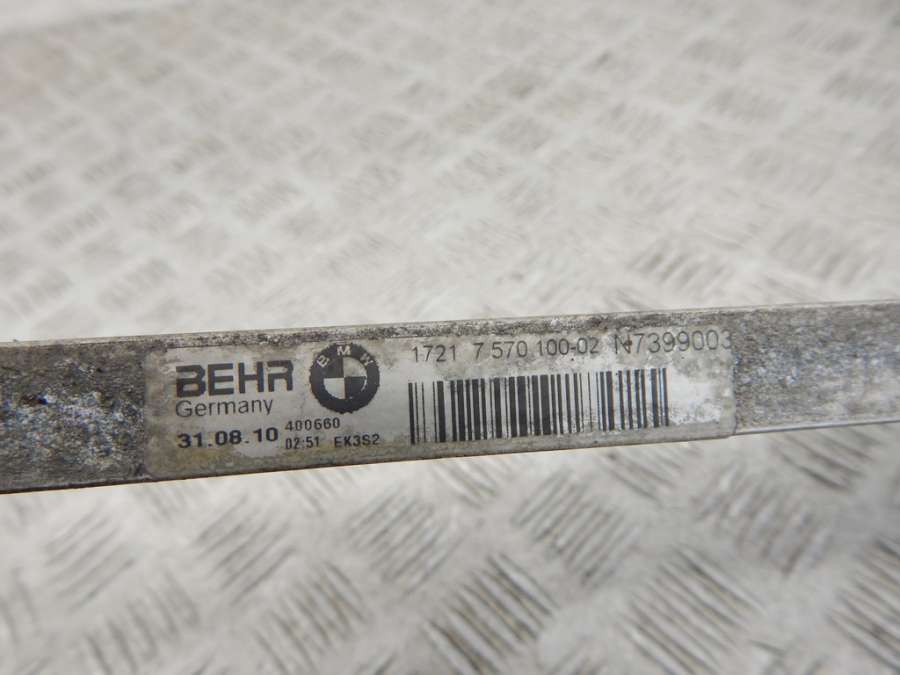 BEHR BMW 1721 7 570 100-02 N7399003
Germany
31.08.10 400660
02:51 EK3S2